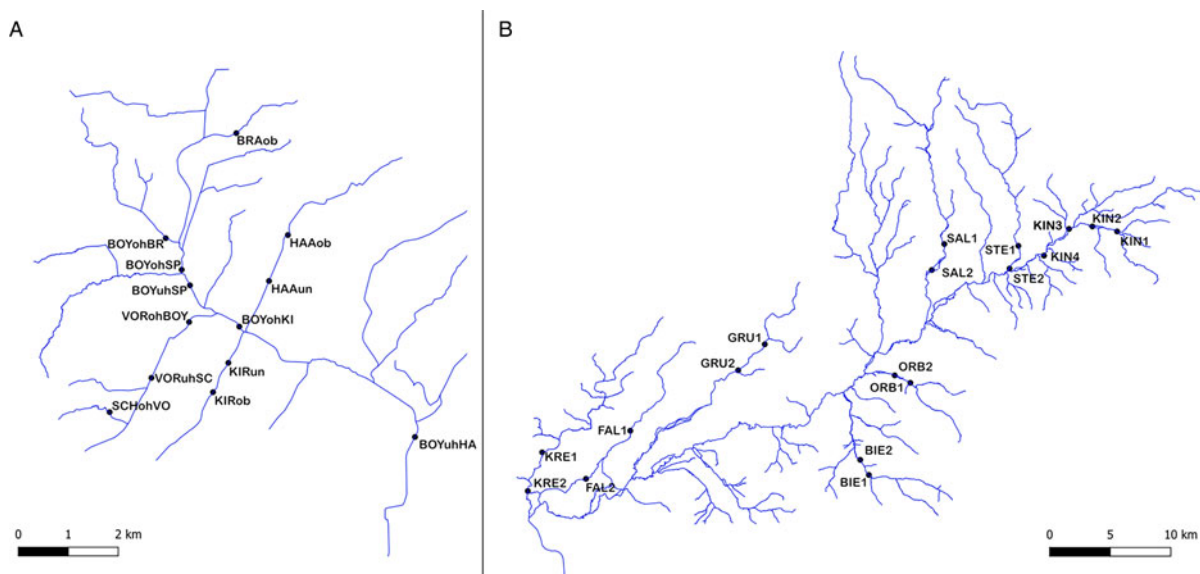 A
BRAob
BOYohBR
HAAob
BOYohSP
BOYuhSP
HAAun
VORohBOY
BOYohKI
KIRun
VORuhSC
KIRob
SCHohVO
BOYuhHA
0 1 2 km
B
KIN3
KIN2
KIN1
SAL1
STE1
KIN4
SAL2
STE2
GRU1
GRU2
ORB2
ORB1
FAL1
KRE1
BIE2
BIE1
KRE2
FAL2
0 5 10 km